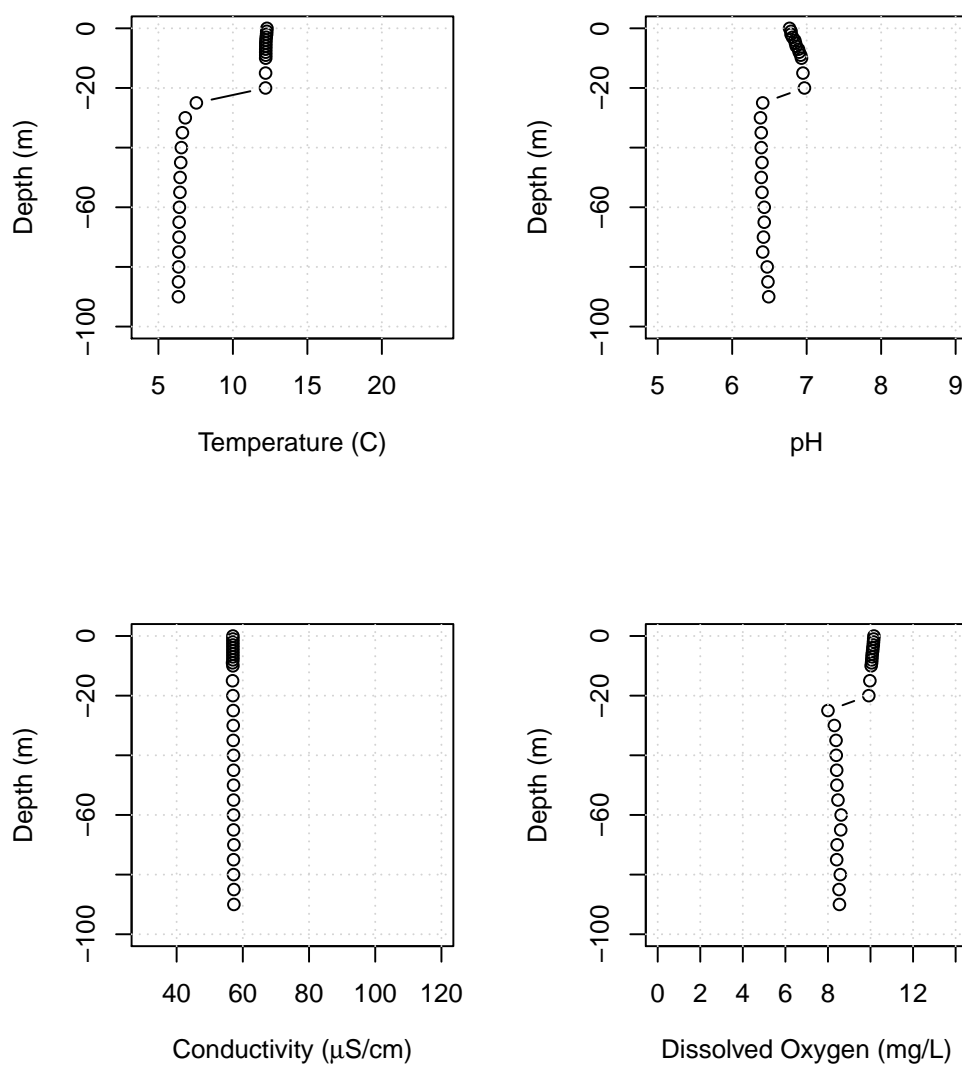 0
−20
−60
−100
Depth (m)
5 10 15 20
Temperature (C)
0
−20
−60
−100
Depth (m)
5 6 7 8 9
pH
0
−20
−60
−100
Depth (m)
40 60 80 100 120
Conductivity (μS/cm)
0
−20
−60
−100
Depth (m)
0 2 4 6 8 12
Dissolved Oxygen (mg/L)